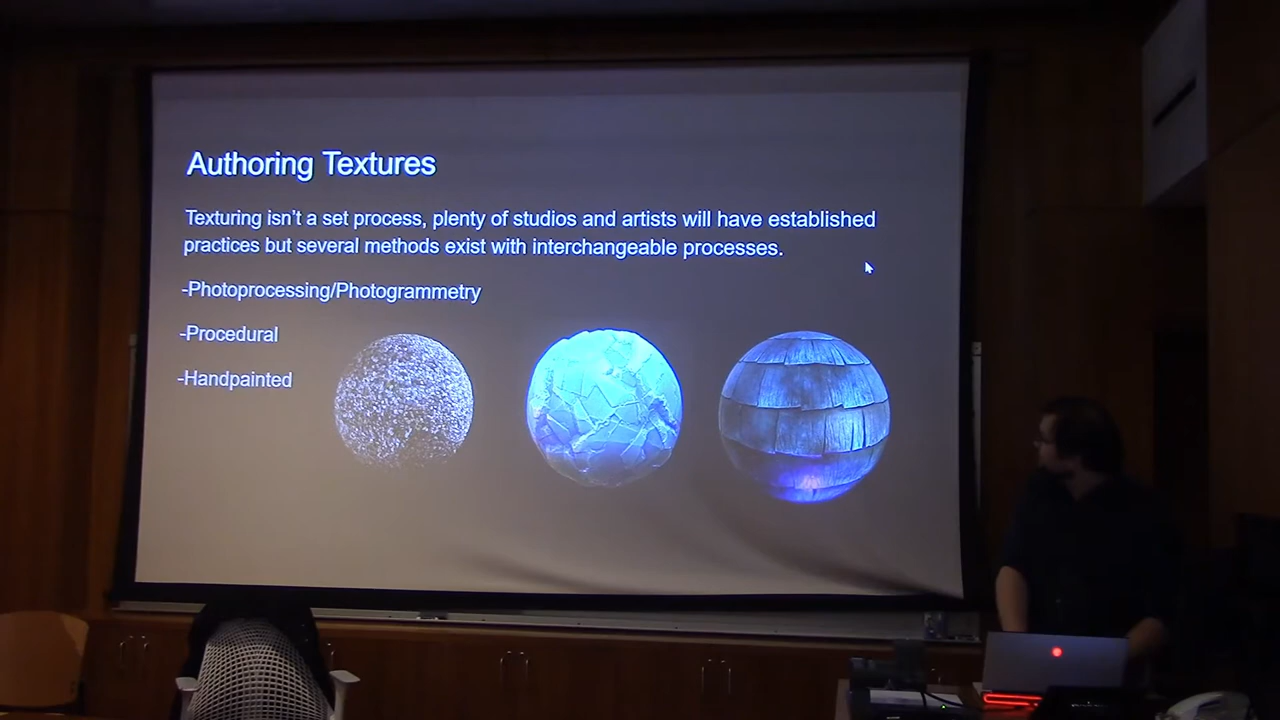 Authoring Textures
Texturing isn't a set process, plenty of studios and artists will have established
practices but several methods exist with interchangeable processes.
-Photoprocessing/Photogrammetry
-Procedural
-Handpainted